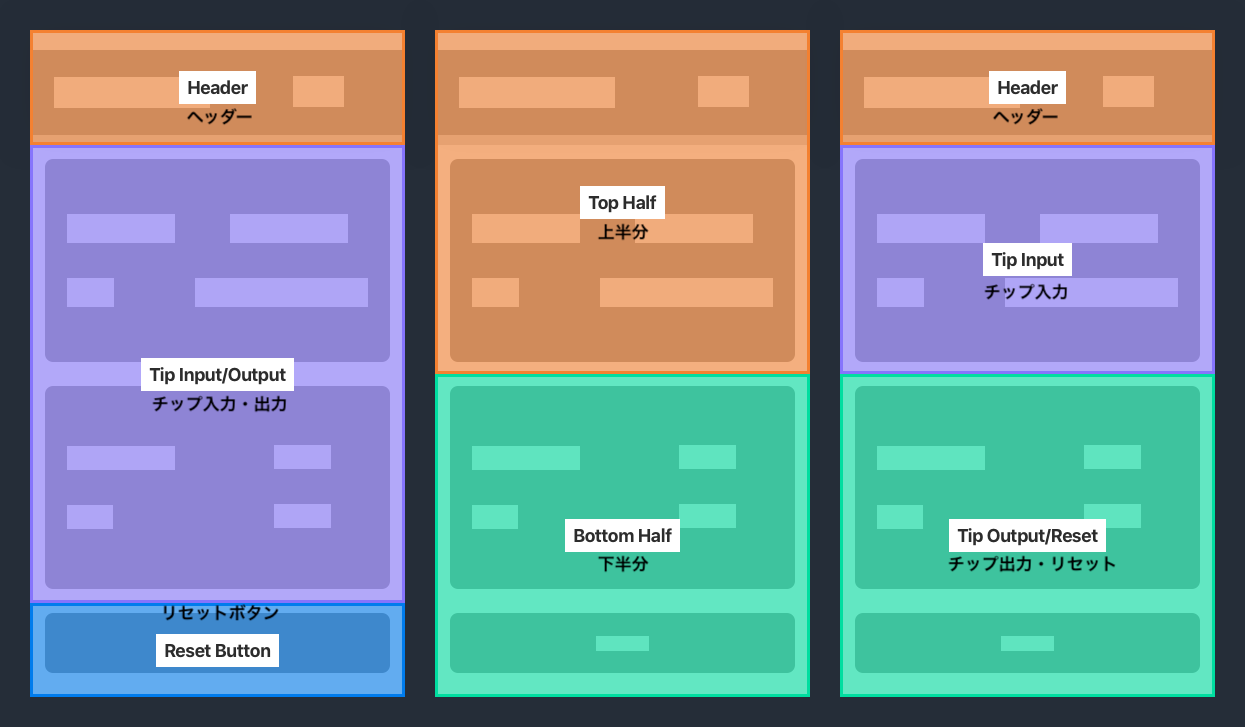 Header
ヘッダー
Tip Input/Output
チップ入力・出力
リセットボタン
Reset Button
Top Half
上半分
Bottom Half
下半分
Header
ヘッダー
Tip Input
チップ入力
Tip Output/Reset
チップ出力・リセット